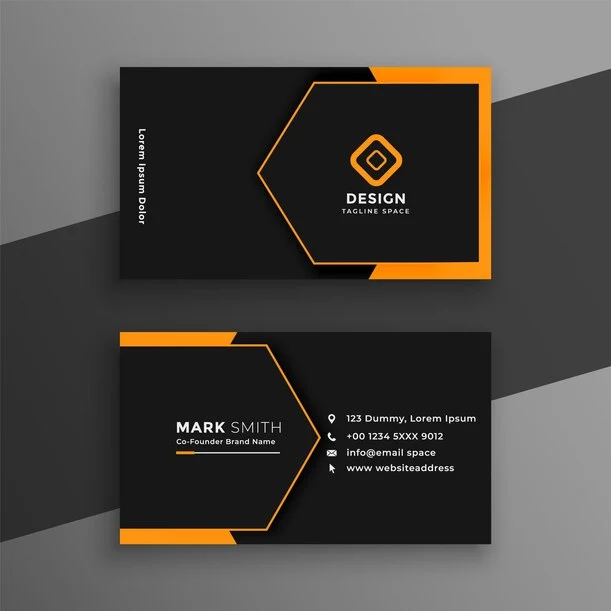 Lorem Ipsum Dolor
DESIGN
TAGLINE SPACE
MARK SMITH
Co-Founder Brand Name
123 Dummy, Lorem Ipsum
+00 1234 5XXX 9012
info@email space
www websiteaddress